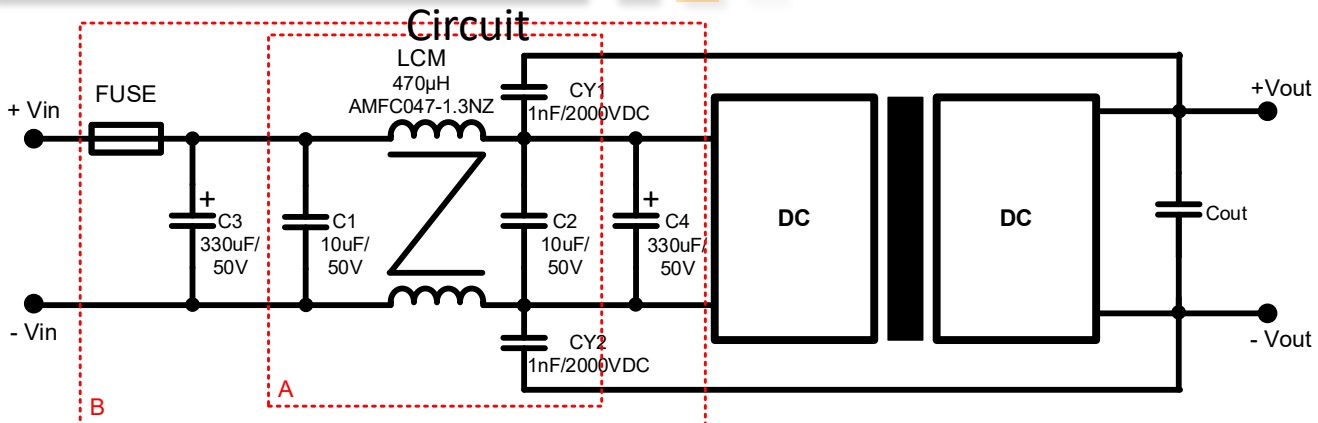 Circuit
LCM
470µH
AMFC047-1.3NZ
CY1
1nF/2000VDC
FUSE
+ Vin
+Vout
+
C3
330uF/
50V
C1
10uF/
50V
C2
10uF/
50V
+
C4
330uF/
50V
DC
DC
Cout
- Vin
- Vout
CY2
1nF/2000VDC
A
B